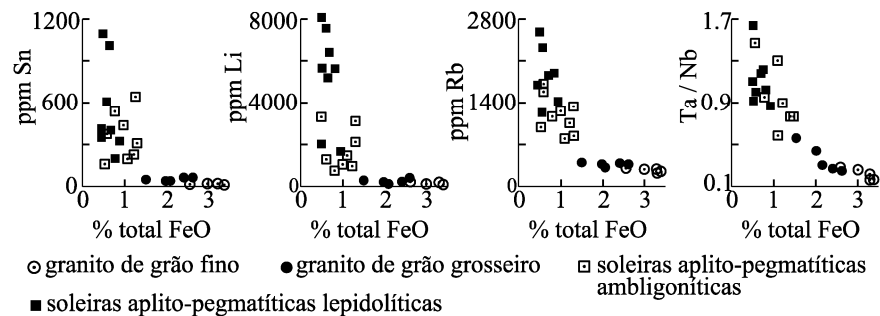 1200
600
0
ppm Sn
0 1 2 3
% total FeO
8000
4000
0
ppm Li
0 1 2 3
% total FeO
2800
1400
0
ppm Rb
0 1 2 3
% total FeO
1.7
0.9
0.1
Ta / Nb
0 1 2 3
% total FeO
granito de grão fino
granito de grão grosseiro
soleiras aplito-pegmatíticas
ambligoníticas
soleiras aplito-pegmatíticas lepidolíticas